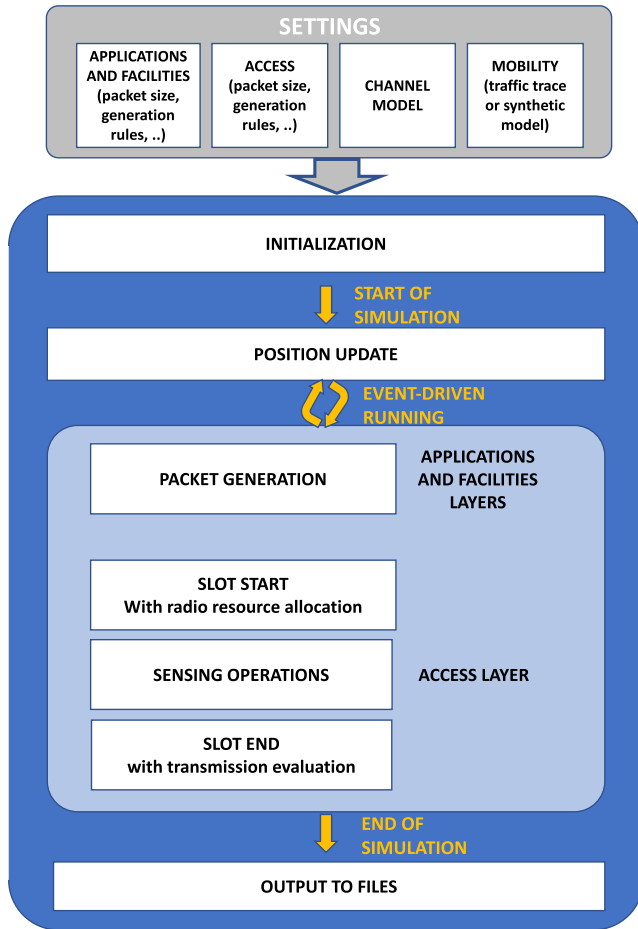 SETTINGS
APPLICATIONS
AND FACILITIES
(packet size,
generation
rules, ..)
ACCESS
(packet size,
generation
rules, ..)
CHANNEL
MODEL
MOBILITY
(traffic trace
or synthetic
model)
INITIALIZATION
START OF
SIMULATION
POSITION UPDATE
EVENT-DRIVEN
RUNNING
PACKET GENERATION
APPLICATIONS
AND FACILITIES
LAYERS
SLOT START
With radio resource allocation
SENSING OPERATIONS
ACCESS LAYER
SLOT END
with transmission evaluation
END OF
SIMULATION
OUTPUT TO FILES